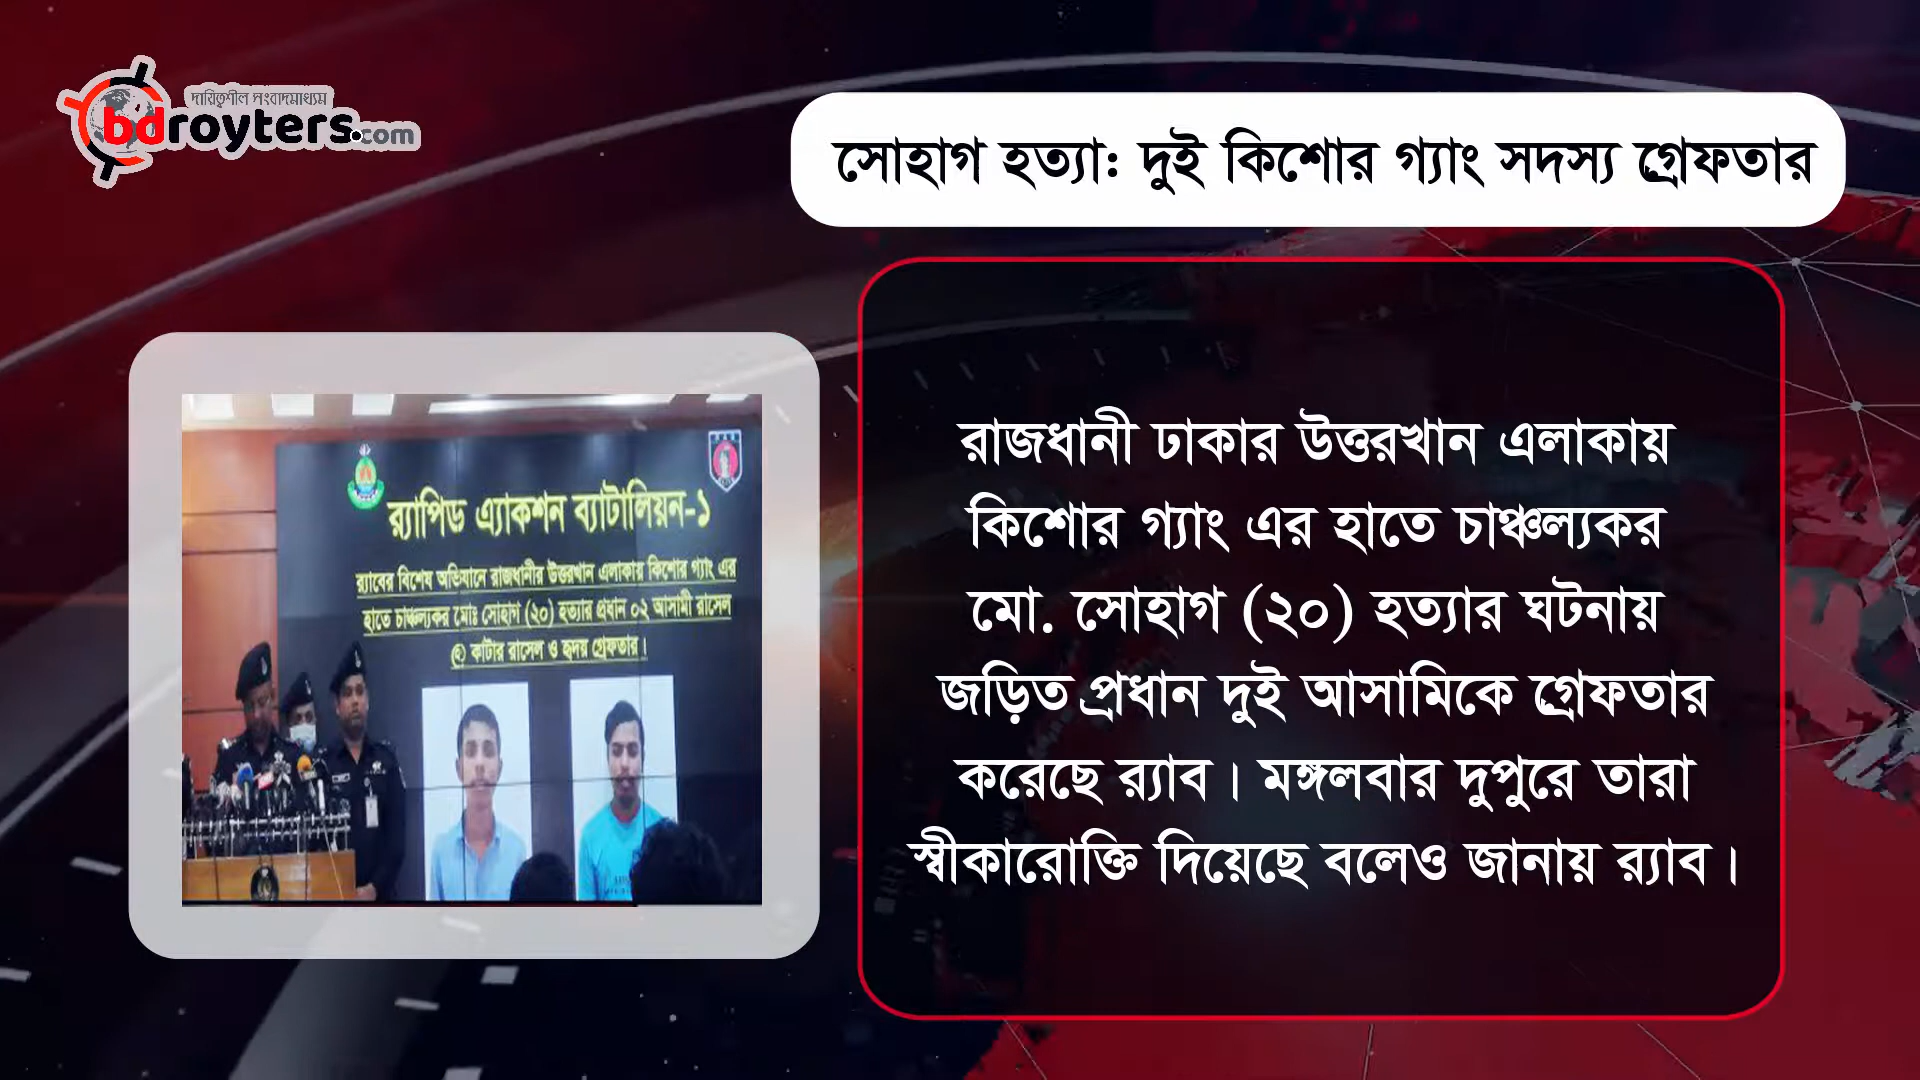 দায়িত্বশীল সংবাদমাধ্যম
bdroyters.com
সোহাগ হত্যা: দুই কিশোর গ্যাং সদস্য গ্রেফতার
র‍্যাপিড এ্যাকশন ব্যাটালিয়ন-১
র‍্যাবের বিশেষ অভিযানে রাজধানীর উত্তরখান এলাকায় কিশোর গ্যাং এর
হাতে চাঞ্চল্যকর মোঃ সোহাগ (২০) হত্যার প্রধান ০২ আসামী রাসেল
কাটার রাসেল ও হৃদয় গ্রেফতার।
রাজধানী ঢাকার উত্তরখান এলাকায়
কিশোর গ্যাং এর হাতে চাঞ্চল্যকর
মো. সোহাগ (২০) হত্যার ঘটনায়
জড়িত প্রধান দুই আসামিকে গ্রেফতার
করেছে র‍্যাব। মঙ্গলবার দুপুরে তারা
স্বীকারোক্তি দিয়েছে বলেও জানায় র‍্যাব।